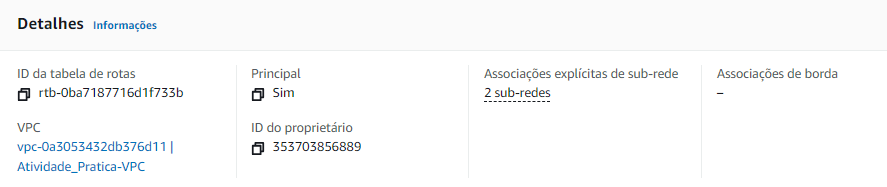 Detalhes Informações
ID da tabela de rotas
rtb-0ba7187716d1f733b
Principal
Sim
Associações explícitas de sub-rede
2 sub-redes
Associações de borda
–
VPC
vpc-0a3053432db376d11 |
Atividade_Pratica-VPC
ID do proprietário
353703856889